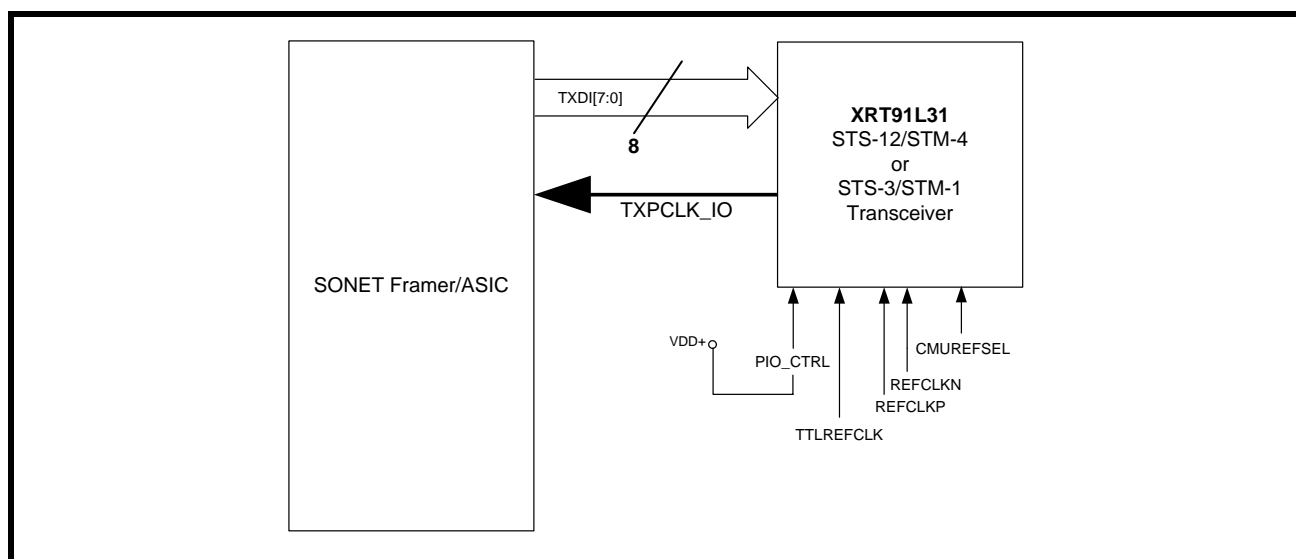 TXDI[7:0]
8
TXPCLK_IO
SONET Framer/ASIC
XRT91L31
STS-12/STM-4
or
STS-3/STM-1
Transceiver
VDD+
PIO_CTRL
CMUREFSEL
REFCLKN
REFCLKP
TTLREFCLK